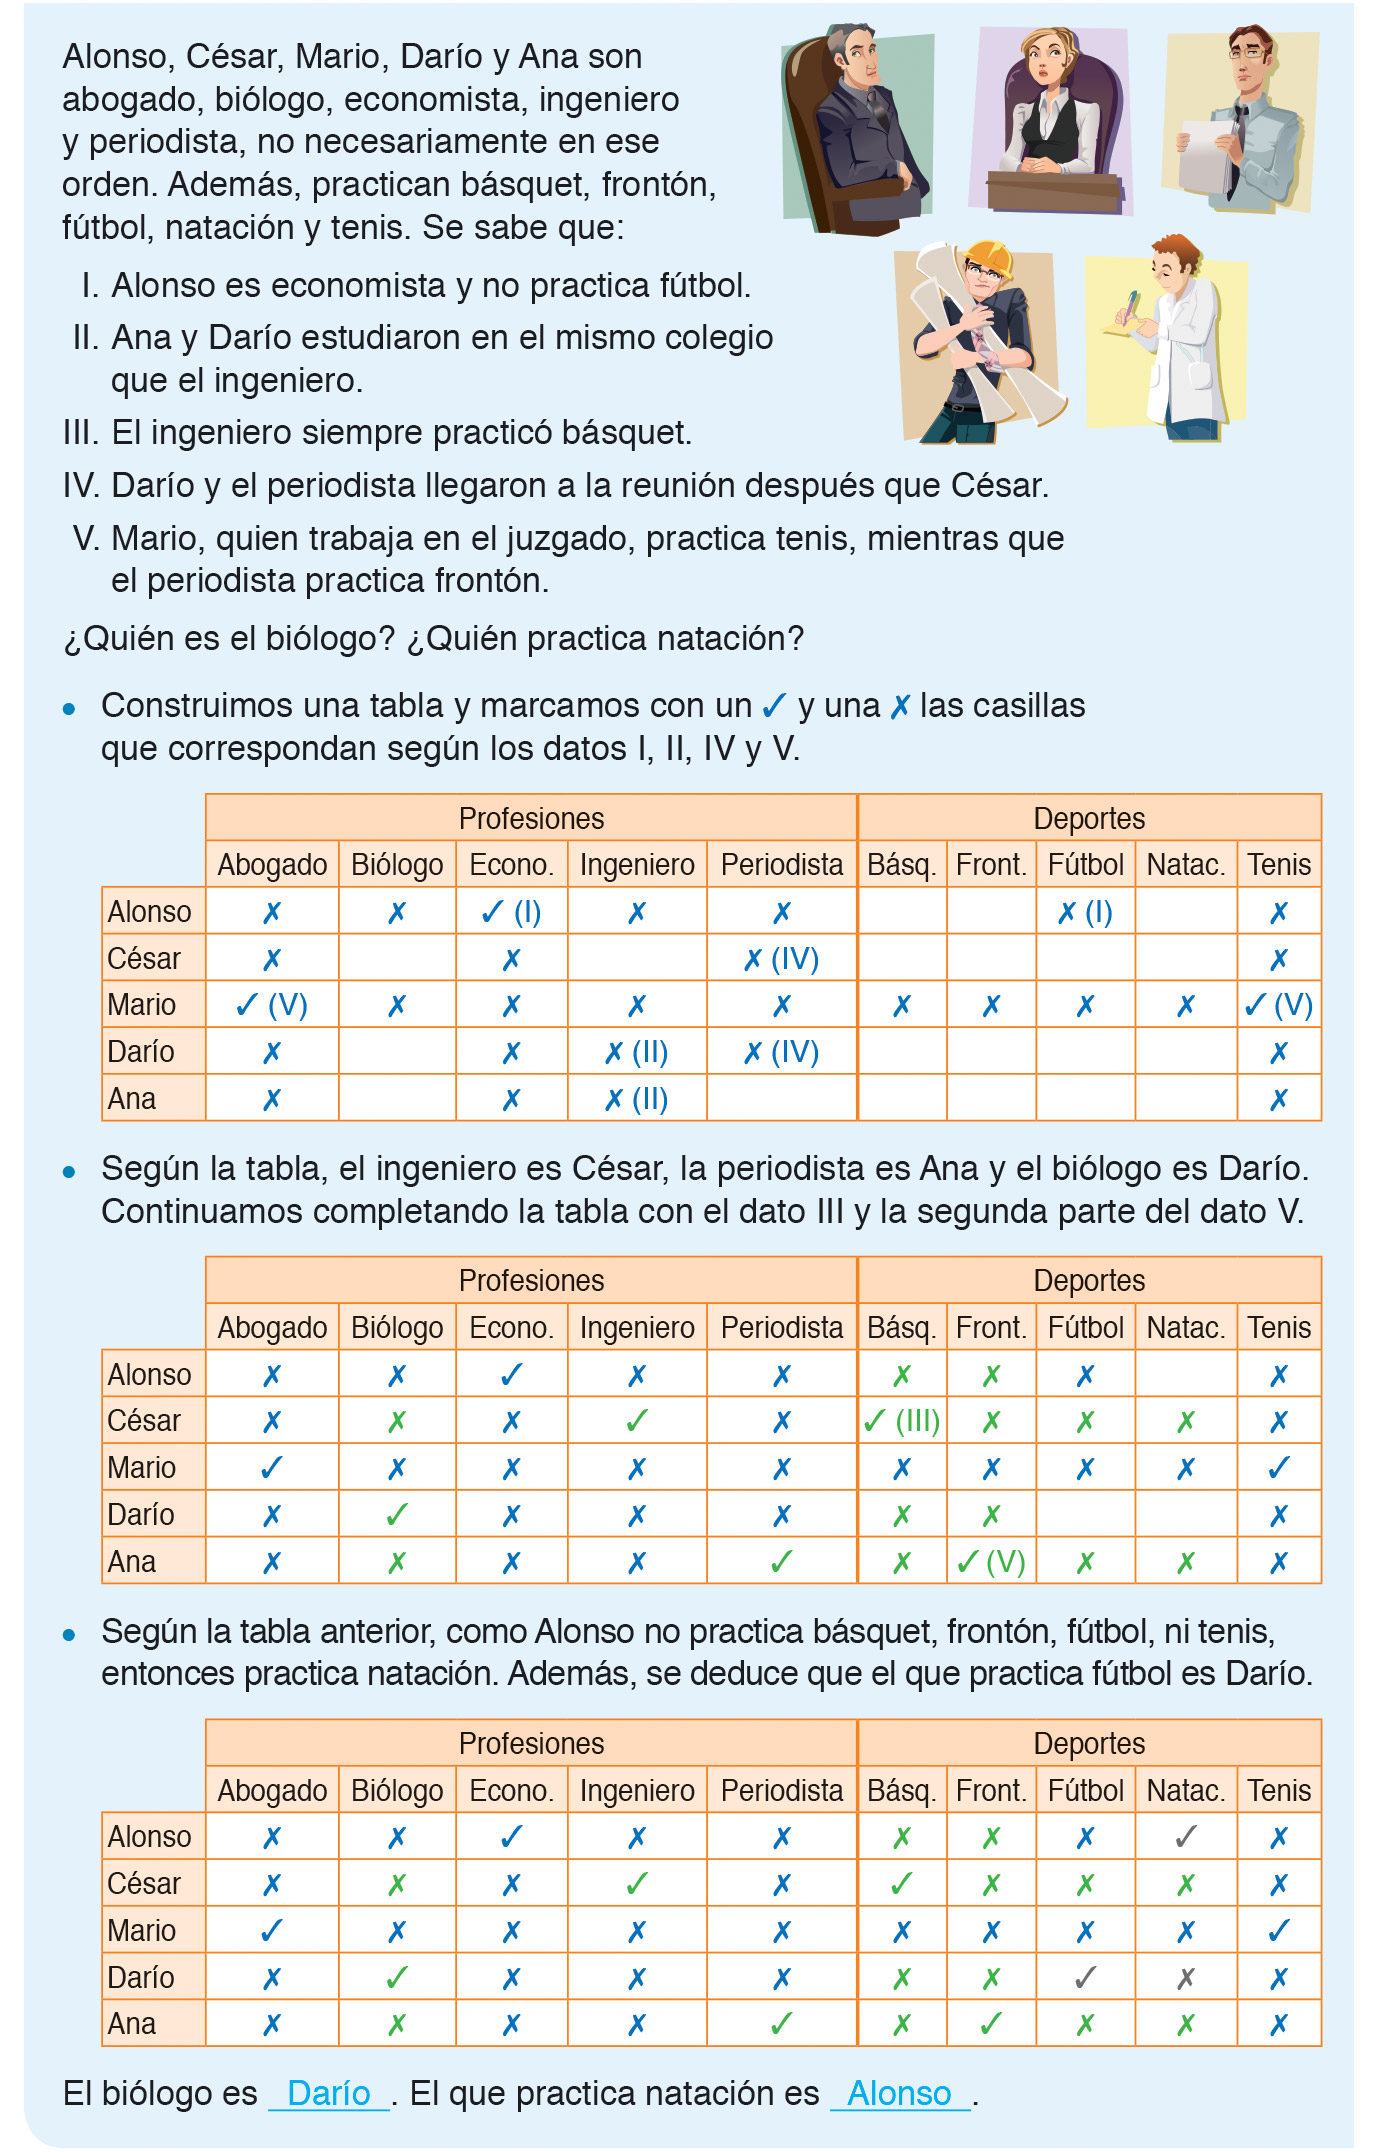 Alonso, César, Mario, Darío y Ana son
abogado, biólogo, economista, ingeniero
y periodista, no necesariamente en ese
orden. Además, practican básquet, frontón,
fútbol, natación y tenis. Se sabe que:
I. Alonso es economista y no practica fútbol.
II. Ana y Darío estudiaron en el mismo colegio
que el ingeniero.
III. El ingeniero siempre practicó básquet.
IV. Darío y el periodista llegaron a la reunión después que César.
V. Mario, quien trabaja en el juzgado, practica tenis, mientras que
el periodista practica frontón.
¿Quién es el biólogo? ¿Quién practica natación?
• Construimos una tabla y marcamos con un ✓ y una ✗ las casillas
que correspondan según los datos I, II, IV y V.
Profesiones Deportes
Abogado Biólogo Econo. Ingeniero Periodista Básq. Front. Fútbol Natac. Tenis
Alonso ✗ ✗ ✓ (I) ✗ ✗ ✗ (I) ✗
César ✗ ✗ ✗ (IV) ✗
Mario ✓ (V) ✗ ✗ ✗ ✗ ✗ ✗ ✗ ✗ ✓ (V)
Darío ✗ ✗ ✗ (II) ✗ (IV) ✗
Ana ✗ ✗ ✗ (II) ✗
• Según la tabla, el ingeniero es César, la periodista es Ana y el biólogo es Darío.
Continuamos completando la tabla con el dato III y la segunda parte del dato V.
Profesiones Deportes
Abogado Biólogo Econo. Ingeniero Periodista Básq. Front. Fútbol Natac. Tenis
Alonso ✗ ✗ ✓ ✗ ✗ ✗ ✗ ✗ ✗
César ✗ ✗ ✗ ✓ ✗ ✓ (III) ✗ ✗ ✗ ✗
Mario ✓ ✗ ✗ ✗ ✗ ✗ ✗ ✗ ✗ ✓
Darío ✗ ✓ ✗ ✗ ✗ ✗ ✗ ✗
Ana ✗ ✗ ✗ ✗ ✓ ✗ ✓ (V) ✗ ✗ ✗
• Según la tabla anterior, como Alonso no practica básquet, frontón, fútbol, ni tenis,
entonces practica natación. Además, se deduce que el que practica fútbol es Darío.
Profesiones Deportes
Abogado Biólogo Econo. Ingeniero Periodista Básq. Front. Fútbol Natac. Tenis
Alonso ✗ ✗ ✓ ✗ ✗ ✗ ✗ ✗ ✓ ✗
César ✗ ✗ ✗ ✓ ✗ ✓ ✗ ✗ ✗ ✗
Mario ✓ ✗ ✗ ✗ ✗ ✗ ✗ ✗ ✗ ✓
Darío ✗ ✓ ✗ ✗ ✗ ✗ ✗ ✓ ✗ ✗
Ana ✗ ✗ ✗ ✗ ✓ ✗ ✓ ✗ ✗ ✗
El biólogo es Darío. El que practica natación es Alonso.